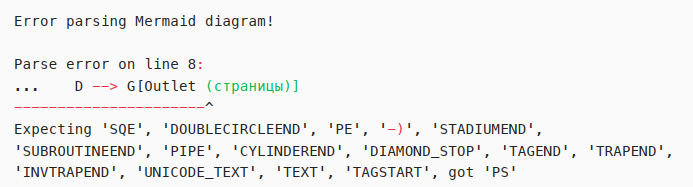 Error parsing Mermaid diagram!
Parse error on line 8:
...    D --> G[Outlet (страницы)]
----------------------^
Expecting 'SQE', 'DOUBLECIRCLEEND', 'PE', '-)', 'STADIUMEND',
'SUBROUTINEEND', 'PIPE', 'CYLINDEREND', 'DIAMOND_STOP', 'TAGEND', 'TRAPEND',
'INVTRAPEND', 'UNICODE_TEXT', 'TEXT', 'TAGSTART', got 'PS'